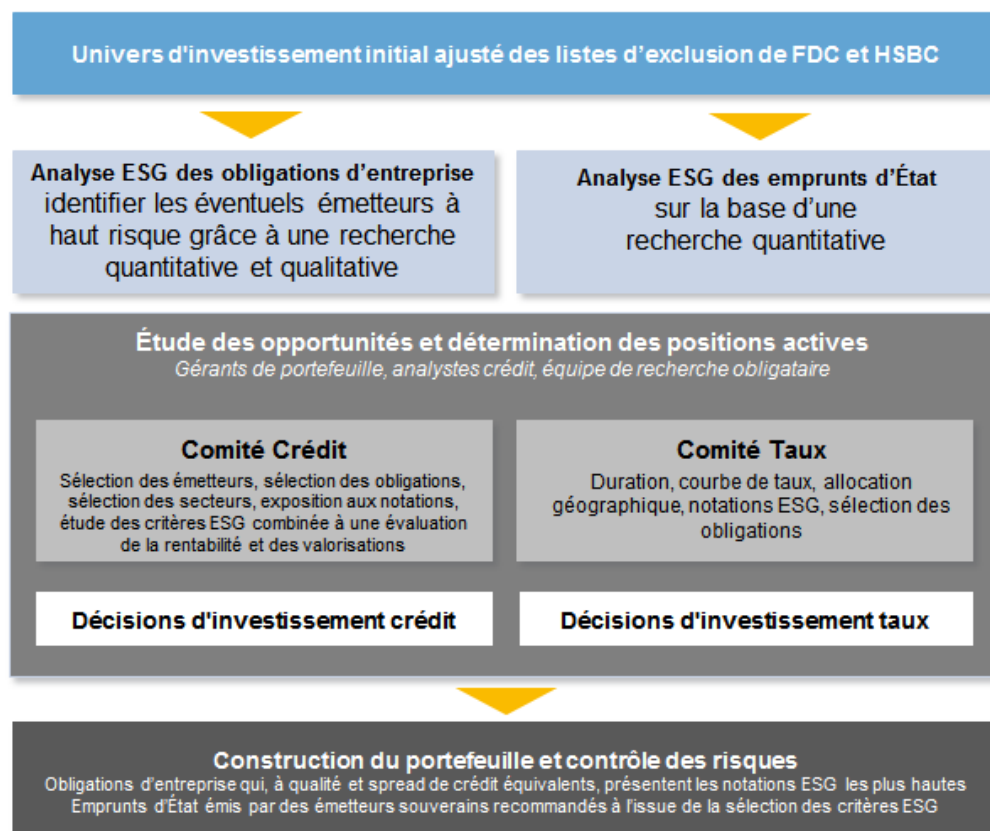 Univers d'investissement initial ajusté des listes d’exclusion de FDC et HSBC
Analyse ESG des obligations d’entreprise
identifier les éventuels émetteurs à
haut risque grâce à une recherche
quantitative et qualitative
Analyse ESG des emprunts d’État
sur la base d’une
recherche quantitative
Étude des opportunités et détermination des positions actives
Gérants de portefeuille, analystes crédit, équipe de recherche obligataire
Comité Crédit
Sélection des émetteurs, sélection des obligations,
sélection des secteurs, exposition aux notations,
étude des critères ESG combinée à une évaluation
de la rentabilité et des valorisations
Comité Taux
Duration, courbe de taux, allocation
géographique, notations ESG, sélection des
obligations
Décisions d'investissement crédit
Décisions d'investissement taux
Construction du portefeuille et contrôle des risques
Obligations d’entreprise qui, à qualité et spread de crédit équivalents, présentent les notations ESG les plus hautes
Emprunts d’État émis par des émetteurs souverains recommandés à l’issue de la sélection des critères ESG